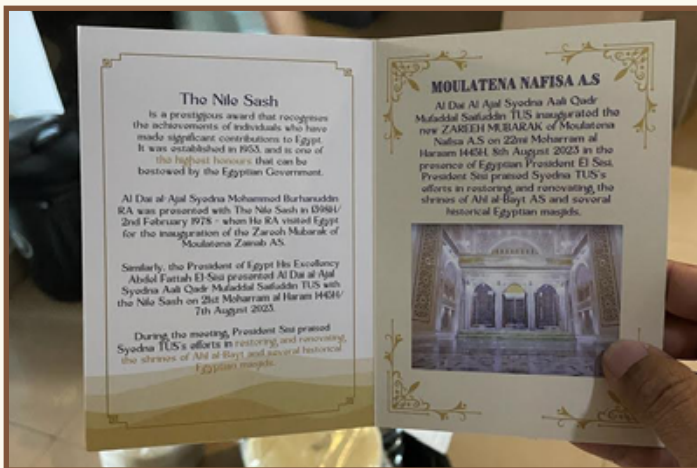 The Nile Sash
Is a prestigious award that recognises
the achievements of individuals who have
made significant contributions to Egypt.
It was established in 1953, and is one of
the highest honours that can be
bestowed by the Egyptian Government.
Al Dai al-Ajal Syedna Mohammed Burhanuddin
RA was presented with The Nile Sash in 1398H/
2nd February 1978 - when He RA visited Egypt
for the inauguration of the Zareeh Mubarak of
Moulatena Zainab AS.
Similarly, the President of Egypt His Excellency
Abdel Fattah El-Sisi presented Al Dai al Ajal
Syedna Aali Qadr Mufaddal Saifuddin TUS with
the Nile Sash on 21st Moharram al Haram 1445H/
7th August 2023.
During the meeting, President Sisi praised
Syedna TUS's efforts in restoring and renovating
the shrines of Ahl al-Bayt and several historical
Egyptian masjids.
MOULATENA NAFISA A.S
Al Dai Al Ajal Syedna Aali Qadr
Mufaddal Saifuddin TUS inaugurated the
new ZAREEH MUBARAK of Moulatena
Nafisa A.S on 22nd Moharram al
Haraam 1445H, 8th August 2023 in the
presence of Egyptian President El Sisi,
President Sisi praised Syedna TUS's
efforts in restoring and renovating the
shrines of Ahl al-Bayt AS and several
historical Egyptian masjids.